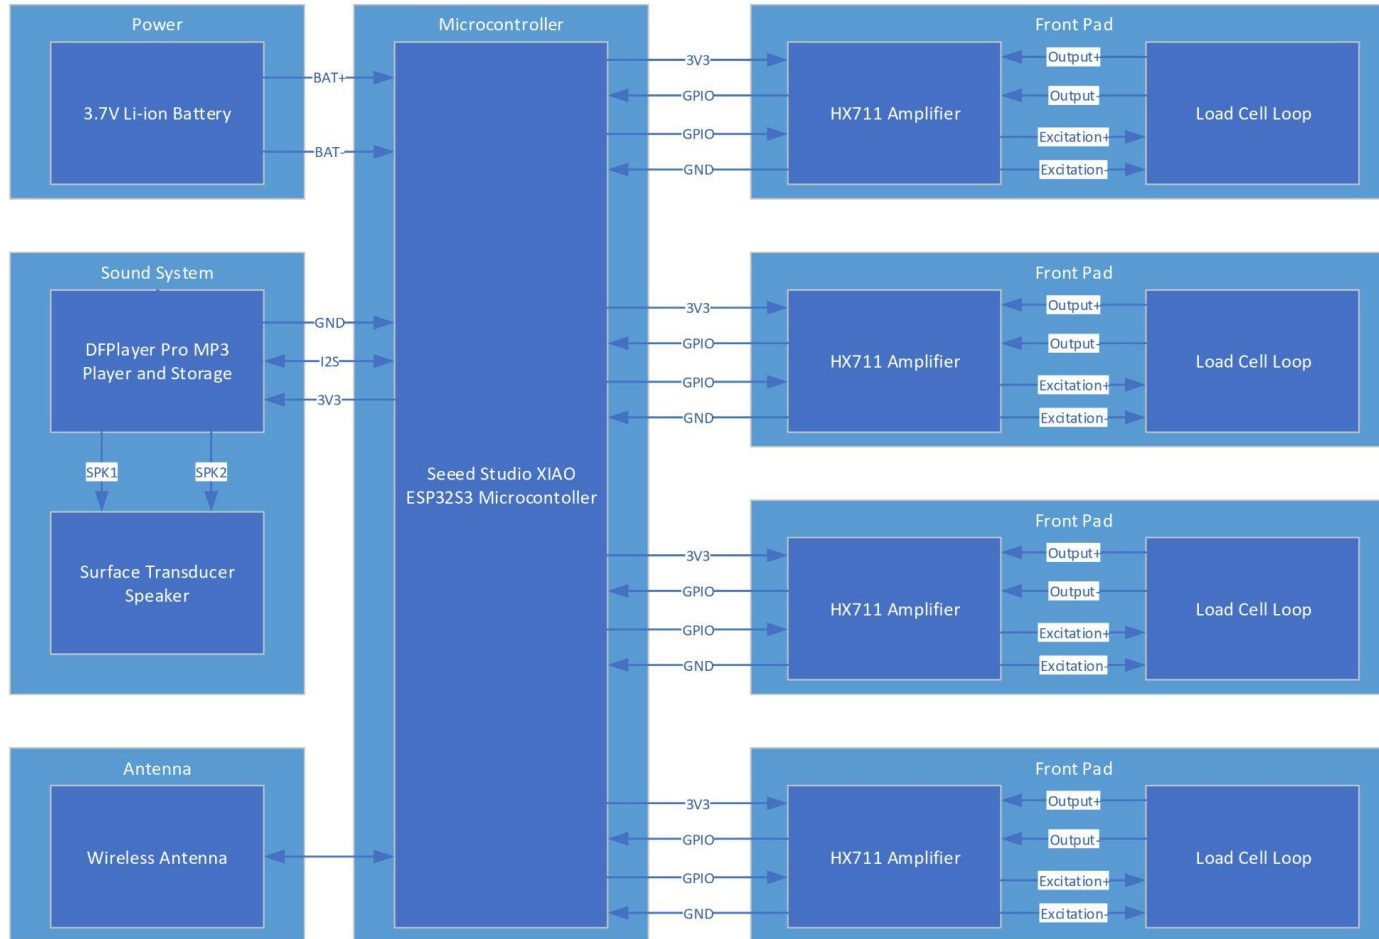 Power
3.7V Li-ion Battery
BAT+
BAT-
Sound System
DFPlayer Pro MP3
Player and Storage
GND
I2S
3V3
SPK1
SPK2
Surface Transducer
Speaker
Antenna
Wireless Antenna
Microcontroller
Seeed Studio XIAO
ESP32S3 Microcontoller
3V3
GPIO
GPIO
GND
Front Pad
HX711 Amplifier
Output+
Output-
Excitation+
Excitation-
Load Cell Loop
3V3
GPIO
GPIO
GND
Front Pad
HX711 Amplifier
Output+
Output-
Excitation+
Excitation-
Load Cell Loop
3V3
GPIO
GPIO
GND
Front Pad
HX711 Amplifier
Output+
Output-
Excitation+
Excitation-
Load Cell Loop
3V3
GPIO
GPIO
GND
Front Pad
HX711 Amplifier
Output+
Output-
Excitation+
Excitation-
Load Cell Loop